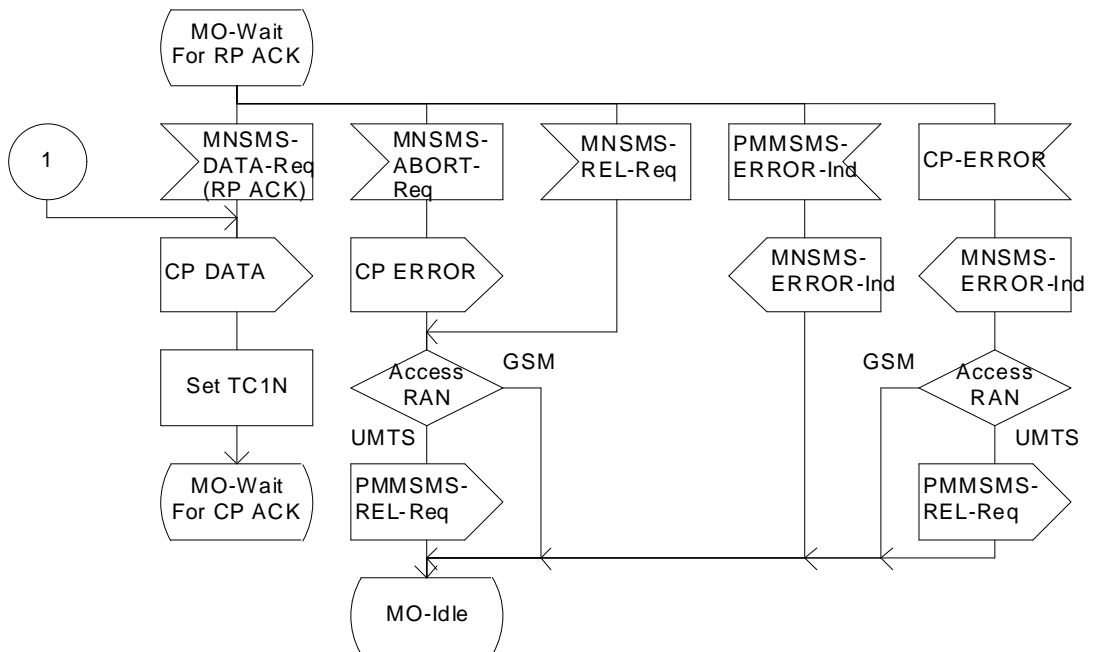 MO-Wait
For RP ACK
1
MNSMS-
DATA-Req
(RP ACK)
MNSMS-
ABORT-
Req
MNSMS-
REL-Req
PMMSMS-
ERROR-Ind
CP-ERROR
CP DATA
CP ERROR
MNSMS-
ERROR-Ind
MNSMS-
ERROR-Ind
Set TC1N
Access
RAN
GSM
UMTS
GSM
Access
RAN
UMTS
MO-Wait
For CP ACK
PMMSMS-
REL-Req
PMMSMS-
REL-Req
MO-Idle